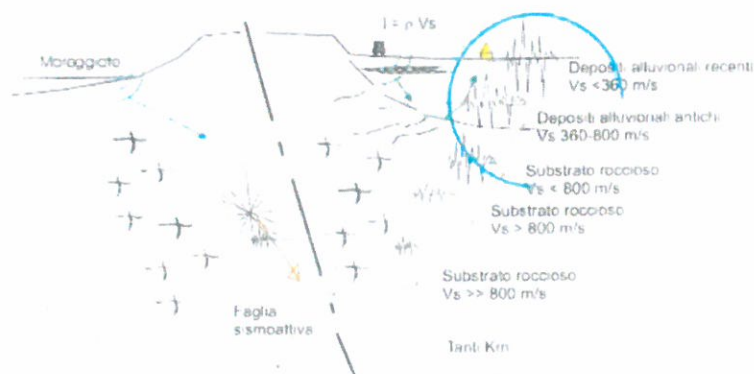 I = ρ Vs
Moraggiato
Depositi alluvionali recenti
Vs <360 m/s
Depositi alluvionali antichi
Vs 360-800 m/s
Substrato roccioso
Vs < 800 m/s
Substrato roccioso
Vs > 800 m/s
Substrato roccioso
Vs >> 800 m/s
Faglia
sismoattiva
Tanti Km